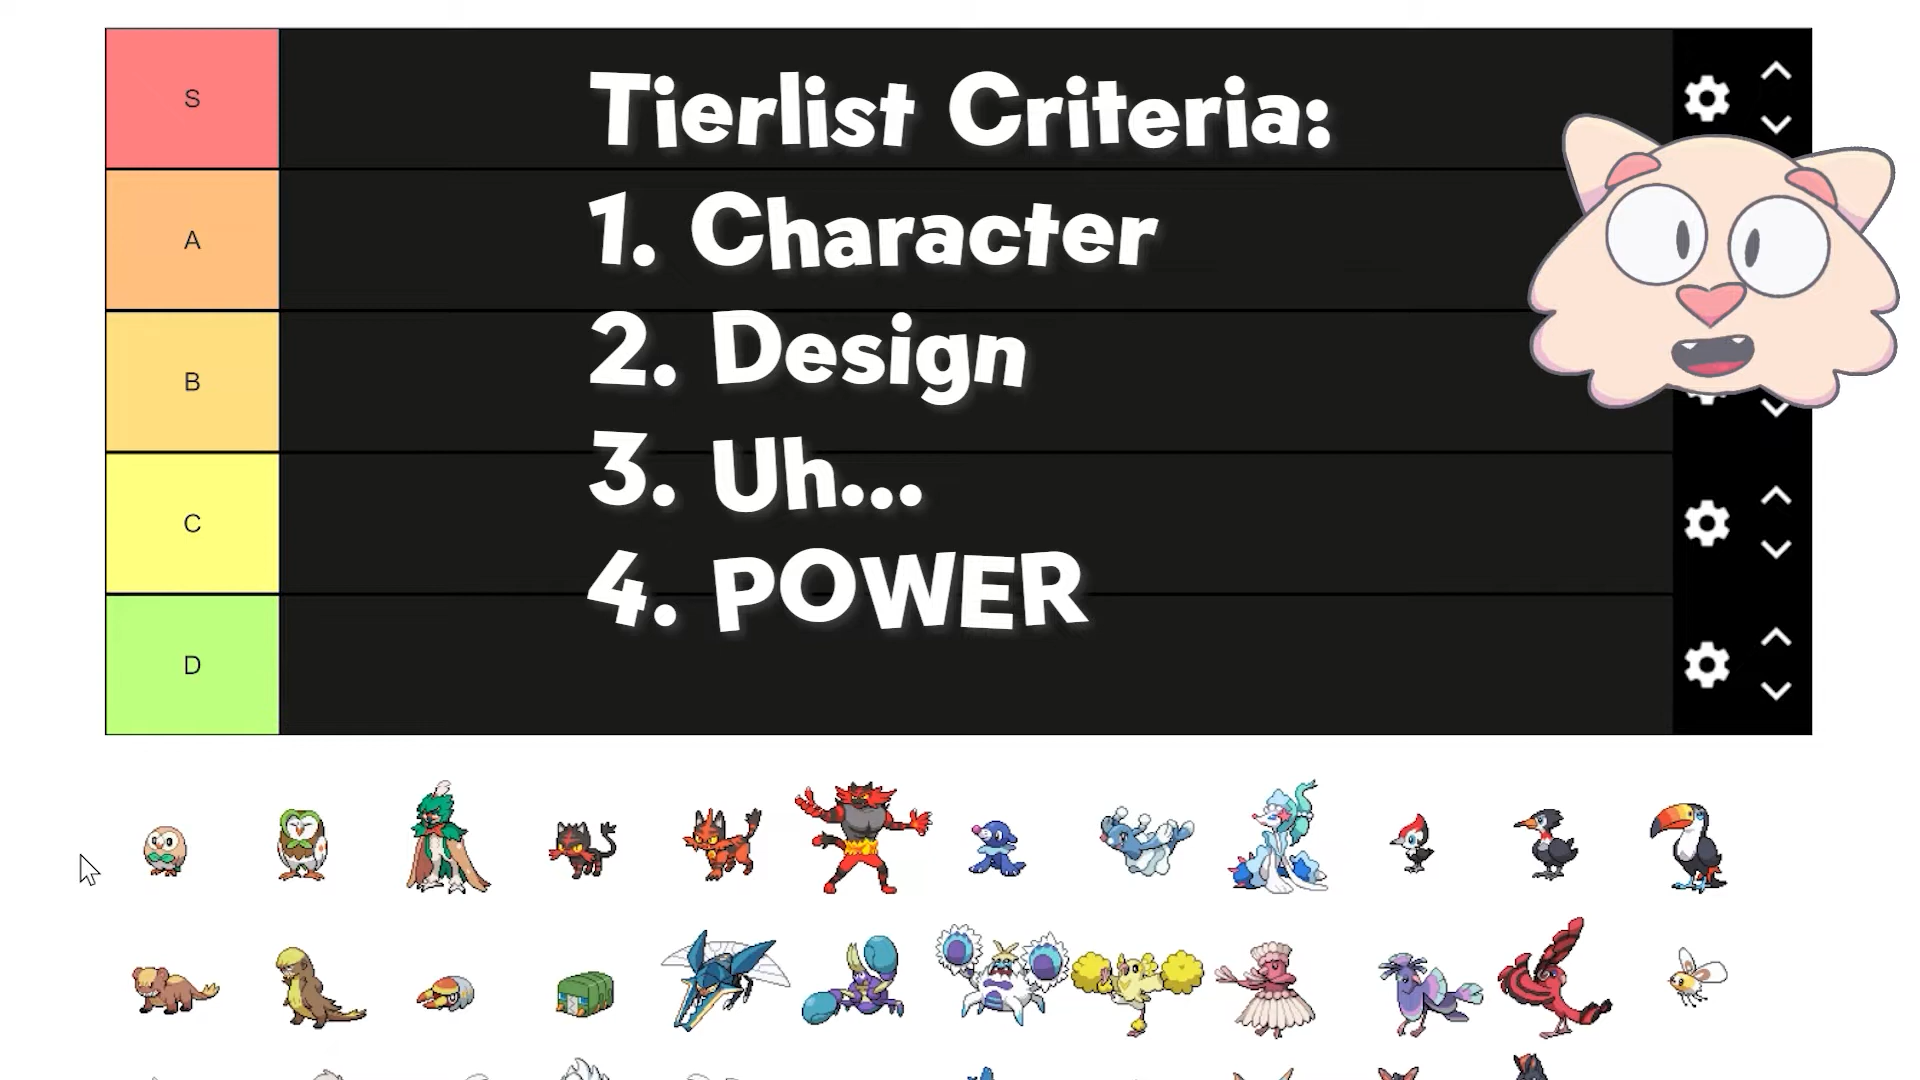 S
Tierlist Criteria:
A
1. Character
B
2. Design
C
3. Uh...
4. POWER
D